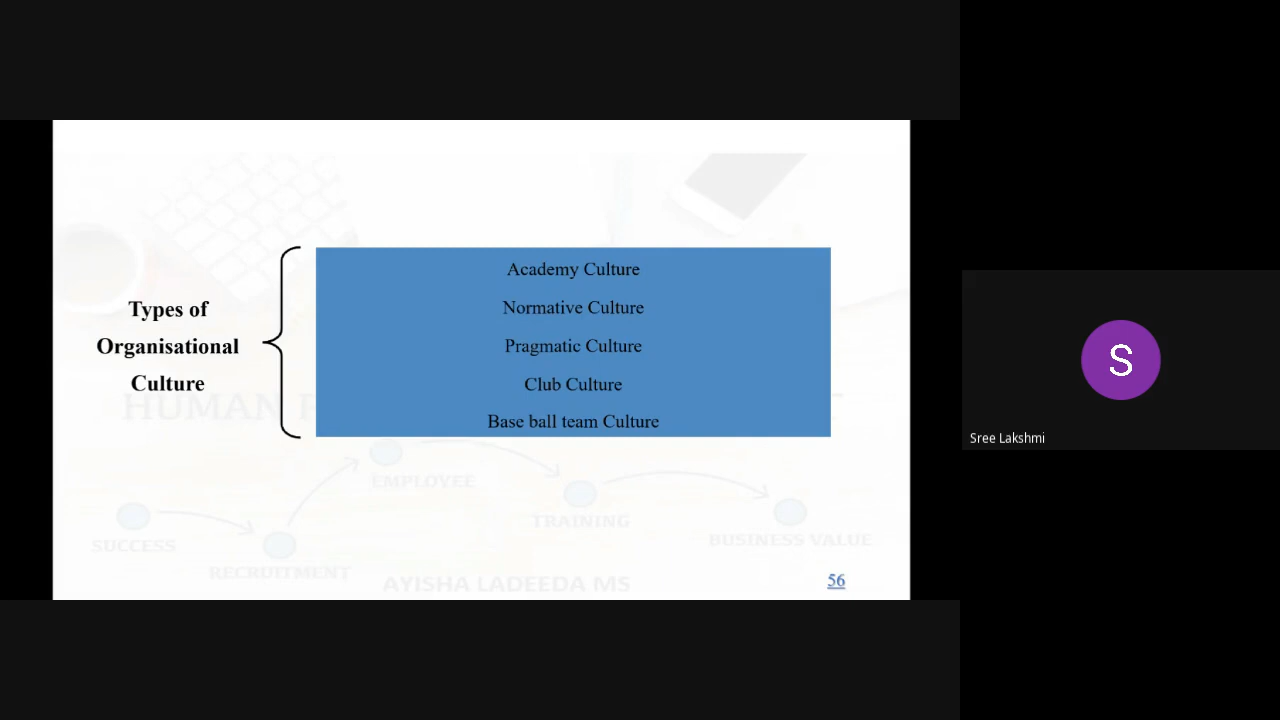 Types of
Organisational
Culture
Academy Culture
Normative Culture
Pragmatic Culture
Club Culture
Base ball team Culture
HUMAN
EMPLOYEE
SUCCESS
TRAINING
RECRUITMENT
BUSINESS VALUE
AYISHA LADEEDA MS
56
S
Sree Lakshmi